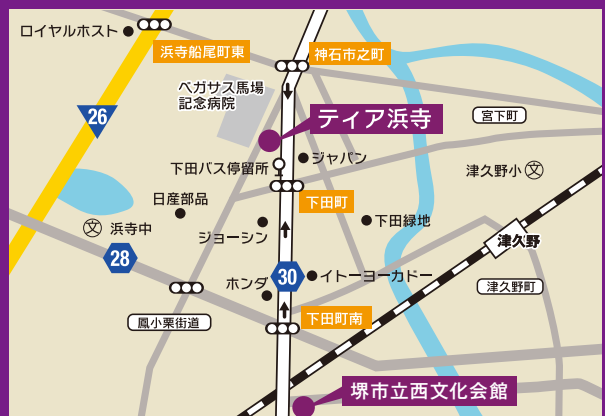 ロイヤルホスト
浜寺船尾町東
神石市之町
ペガサス馬場
記念病院
26
ティア浜寺
宮下町
ジャパン
下田バス停留所
津久野小
文
日産部品
下田町
文
浜寺中
下田緑地
ジョーシン
津久野
28
ホンダ
30
イトーヨーカドー
津久野町
鳳小栗街道
下田町南
堺市立西文化会館